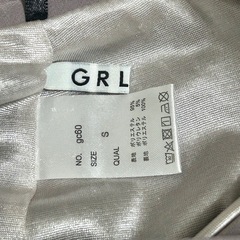 GRL
NO. gc60
SIZE S
QUAL
表地 ポリエステル 95%
ポリウレタン 5%
裏地 ポリエステル 100%